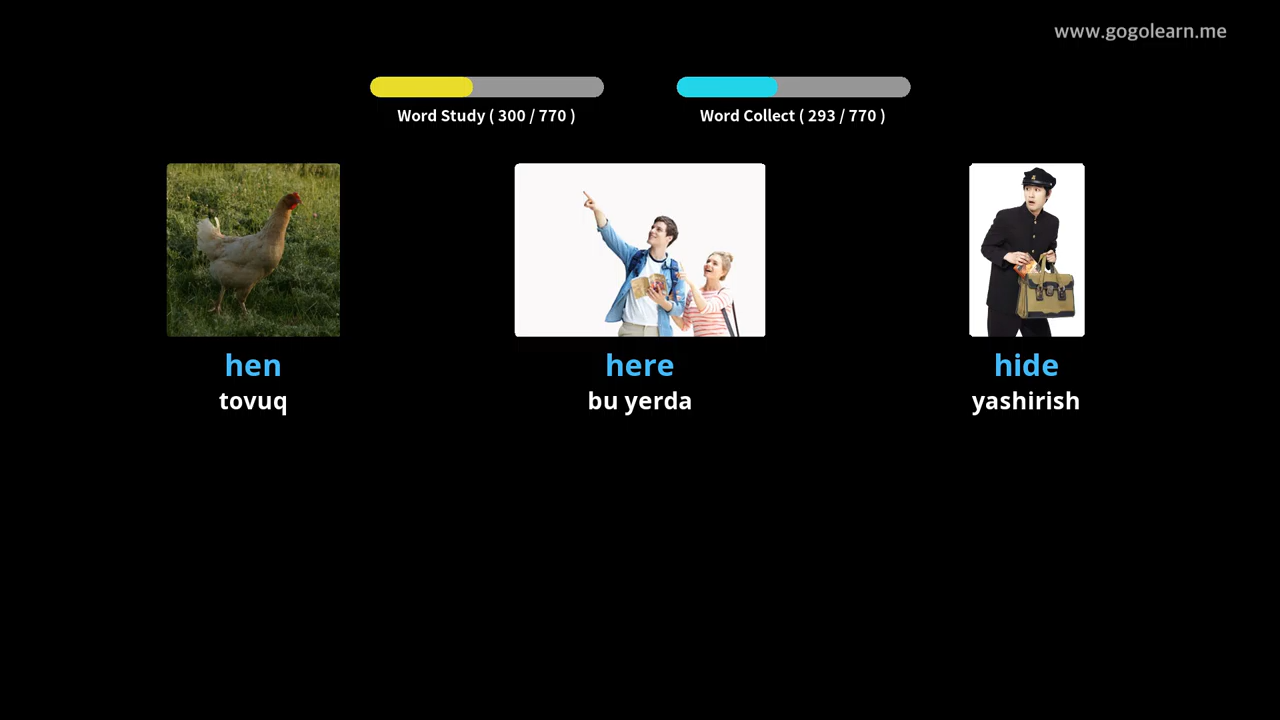 www.gogolearn.me
Word Study ( 300 / 770 )
Word Collect ( 293 / 770 )
hen
tovuq
here
bu yerda
hide
yashirish